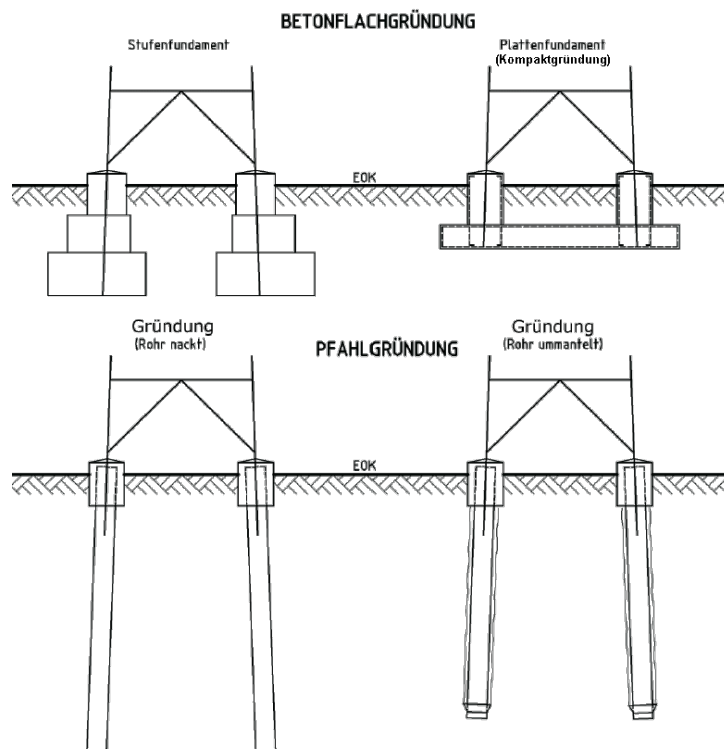 BETONFLACHGRÜNDUNG
Stufenfundament
Plattenfundament
(Kompaktgründung)
EOK
Gründung
(Rohr nackt)
PFAHLGRÜNDUNG
Gründung
(Rohr ummantelt)
EOK